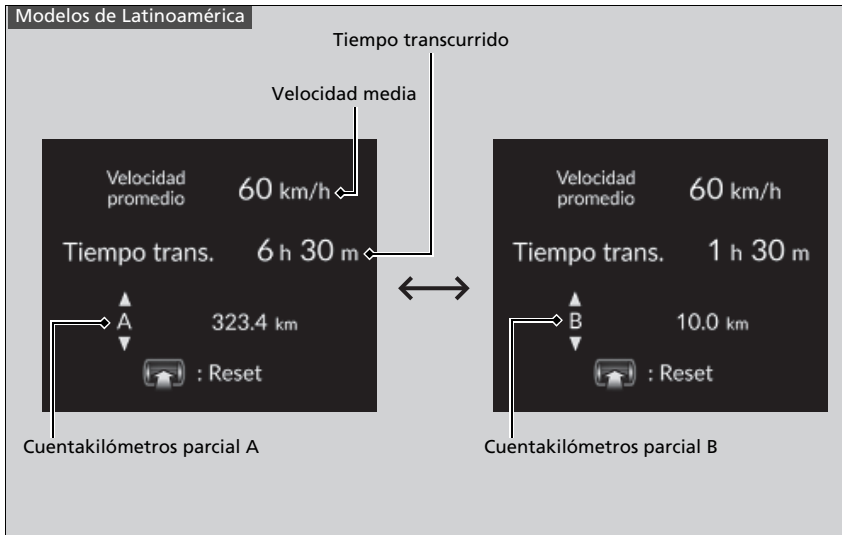 Modelos de Latinoamérica
Tiempo transcurrido
Velocidad media
Velocidad
promedio
60 km/h
Tiempo trans. 6 h 30 m
A 323.4 km
: Reset
Velocidad
promedio
60 km/h
Tiempo trans. 1 h 30 m
B 10.0 km
: Reset
Cuentakilómetros parcial A
Cuentakilómetros parcial B